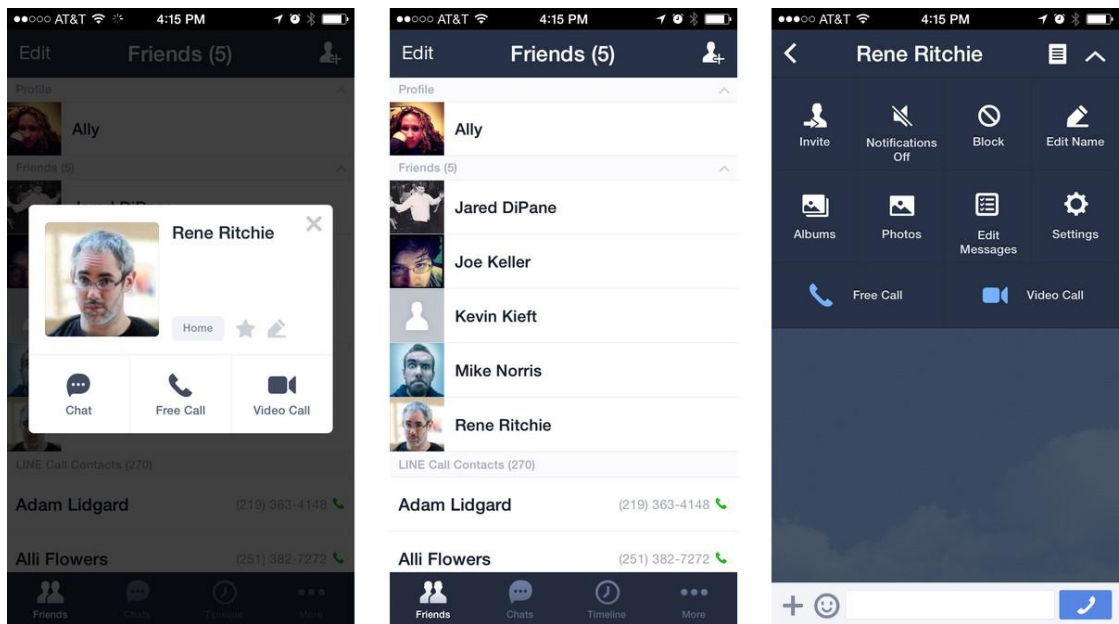 AT&T 4:15 PM
Edit Friends (5)
Profile
Ally
Friends (5)
Rene Ritchie
Home
Chat Free Call Video Call
LINE Call Contacts (270)
Adam Lidgard (219) 363-4148
Alli Flowers (251) 382-7272
Friends Chats Timeline More
AT&T 4:15 PM
Edit Friends (5)
Profile
Ally
Friends (5)
Jared DiPane
Joe Keller
Kevin Kieft
Mike Norris
Rene Ritchie
LINE Call Contacts (270)
Adam Lidgard (219) 363-4148
Alli Flowers (251) 382-7272
Friends Chats Timeline More
AT&T 4:15 PM
Rene Ritchie
Invite Notifications Off Block Edit Name
Albums Photos Edit Messages Settings
Free Call Video Call